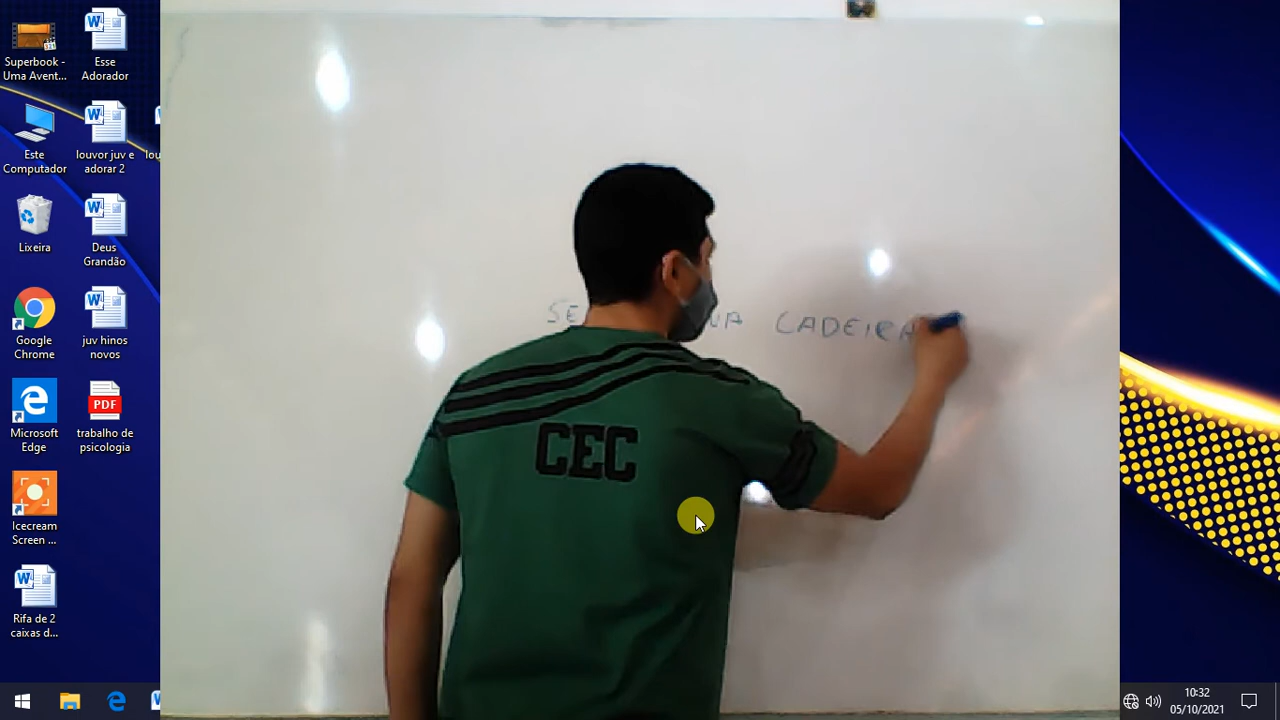 Superbook -
Uma Avent...
Esse
Adorador
Este
Computador
louvor juv e
adorar 2
lou
Lixeira
Deus
Grandão
Google
Chrome
juv hinos
novos
Microsoft
Edge
PDF
trabalho de
psicologia
Icecream
Screen ...
Rifa de 2
caixas d...
CADEIRA
CEC
10:32
05/10/2021